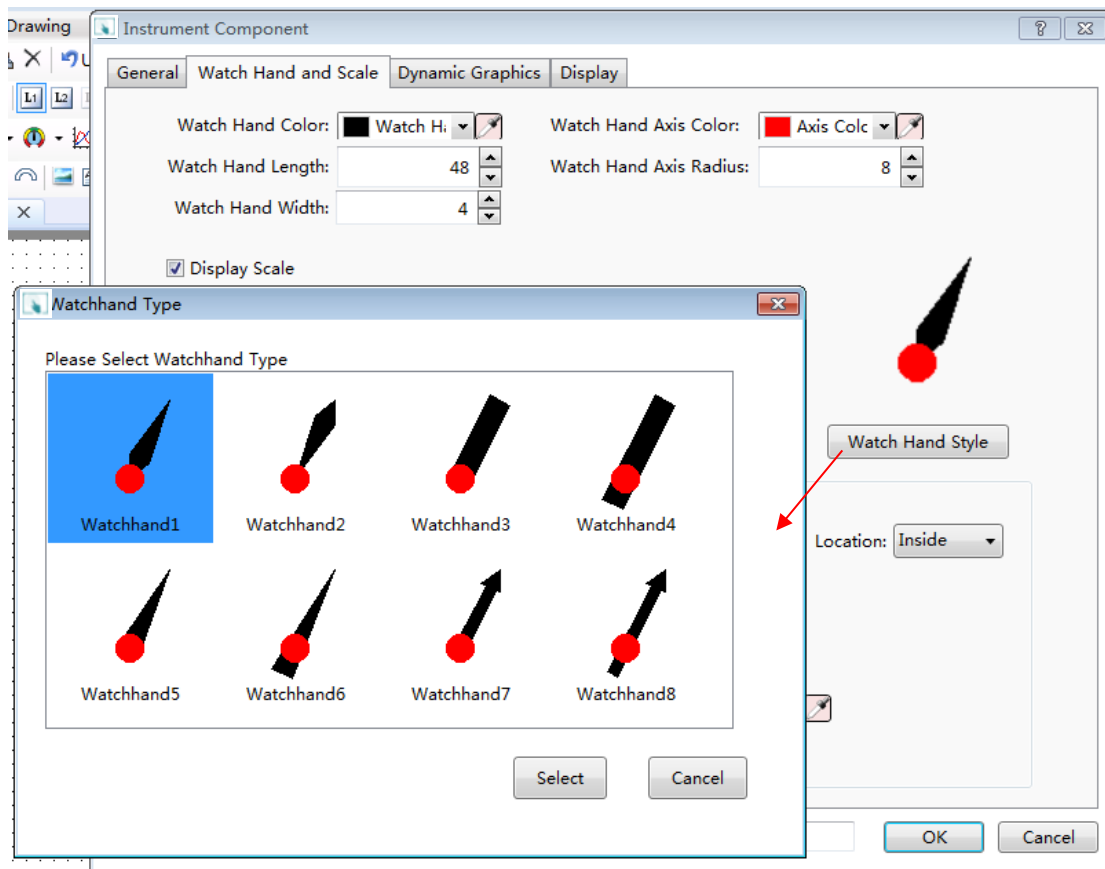 Drawing
Instrument Component
General Watch Hand and Scale Dynamic Graphics Display
L1 L2
Watch Hand Color: Watch Ha Watch Hand Axis Color: Axis Colc
Watch Hand Length: 48 Watch Hand Axis Radius: 8
Watch Hand Width: 4
Display Scale
Watchhand Type
Please Select Watchhand Type
Watch Hand Style
Watchhand1 Watchhand2 Watchhand3 Watchhand4
Location: Inside
Watchhand5 Watchhand6 Watchhand7 Watchhand8
Select Cancel
OK Cancel